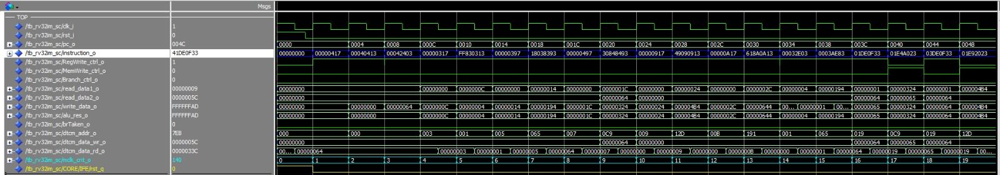 Msgs
TOP
/tb_rv32im_sc/clk_i 1
/tb_rv32im_sc/rst_i 0
/tb_rv32im_sc/pc_o 004C 0000 0004 0008 000C 0010 0014 0018 001C 0020 0024 0028 002C 0030 0034 0038 003C 0040 0044 0048
/tb_rv32im_sc/instruction_o 41DE0F33 00000000 00000417 00040413 00042403 00000317 FF830313 00000397 18038393 00000497 30848493 00000917 49090913 00000A17 618A0A13 00032E03 0003AE83 01DE0F33 01E4A023 03DE0F33 01E92023
/tb_rv32im_sc/RegWrite_ctrl_o 1
/tb_rv32im_sc/MemWrite_ctrl_o 0
/tb_rv32im_sc/Branch_ctrl_o 0
/tb_rv32im_sc/read_data1_o 00000009 00000000 00000000 0000000C 00000000 00000014 00000000 0000001C 00000000 00000024 00000000 0000002C 00000004 00000194 00000001 00000324 00000001 000004B4
/tb_rv32im_sc/read_data2_o 0000005C 00000000 00000064 00000000 00000064 00000065 00000064
/tb_rv32im_sc/write_data_o FFFFFFAD 00000000 00000000 00000064 0000000C 00000004 00000014 00000194 0000001C 00000324 00000024 000004B4 0000002C 00000644 00... 00000001 00... 00000065 00000324 00000064 000004B4
/tb_rv32im_sc/alu_res_o FFFFFFAD 00000000 00000000 0000000C 00000004 00000014 00000194 0000001C 00000324 00000024 000004B4 0000002C 00000644 00000004 00000194 00000065 00000324 00000064 000004B4
/tb_rv32im_sc/brTaken_o 0
/tb_rv32im_sc/dtcm_addr_o 7EB 000 000 003 001 005 065 007 0C9 009 12D 00B 191 001 065 019 0C9 019 12D
/tb_rv32im_sc/dtcm_data_wr_o 0000005C 00000000 00000064 00000000 00000064 00000065 00000064
/tb_rv32im_sc/dtcm_data_rd_o 0000033C 00... 00000064 00000003 00000001 00000005 00000064 00000007 00000000 00000009 00000000 0000000B 00000000 00000001 00000064 00000019 00000065 00000019 00...
/tb_rv32im_sc/mclk_cnt_o 140 0 1 2 3 4 5 6 7 8 9 10 11 12 13 14 15 16 17 18 19
/tb_rv32im_sc/CORE/IFE/rst_q 0